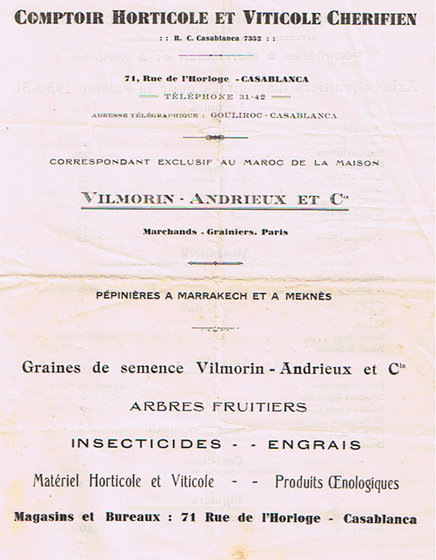 COMPTOIR HORTICOLE ET VITICOLE CHERIFIEN
: : R. C. Casablanca 7352 : :
71, Rue de l'Horloge - CASABLANCA
TÉLÉPHONE 31-42
ADRESSE TÉLÉGRAPHIQUE : GOULIROC-CASABLANCA
CORRESPONDANT EXCLUSIF AU MAROC DE LA MAISON
VILMORIN - ANDRIEUX ET Cie
Marchands - Grainiers, Paris
PÉPINIÈRES A MARRAKECH ET A MEKNÈS
Graines de semence Vilmorin - Andrieux et Cie
ARBRES FRUITIERS
INSECTICIDES - - ENGRAIS
Matériel Horticole et Viticole - - Produits Œnologiques
Magasins et Bureaux : 71 Rue de l'Horloge - Casablanca